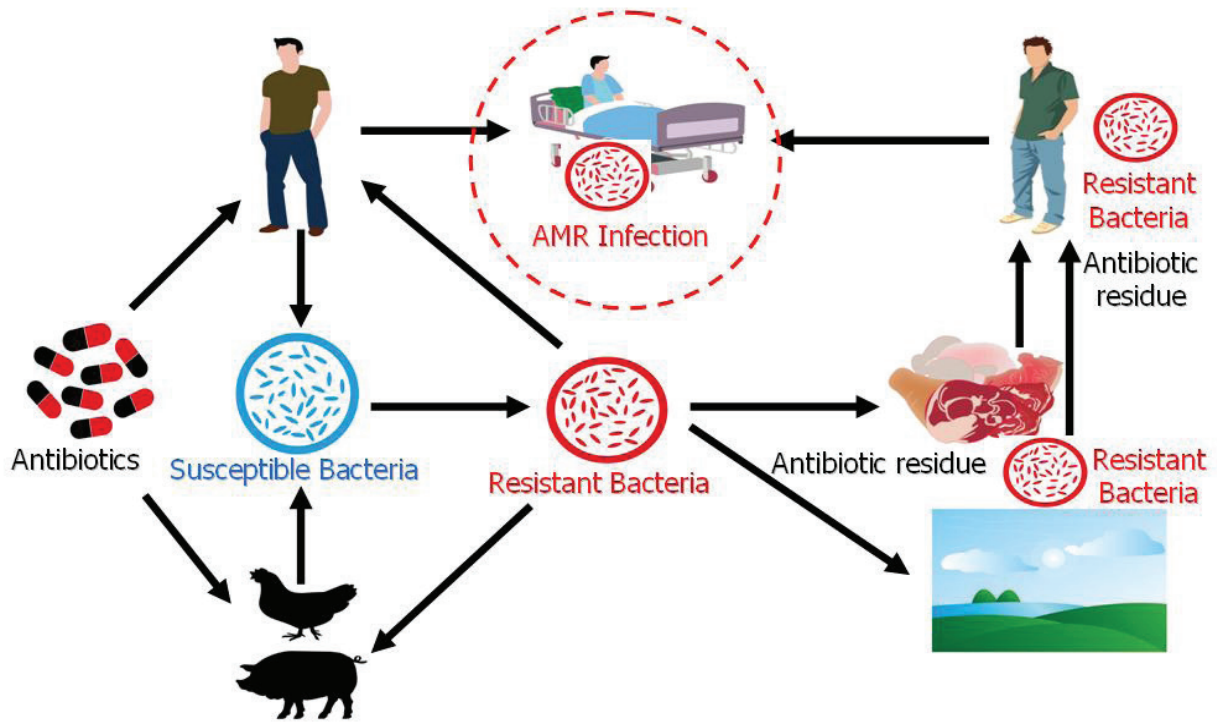 AMR Infection
Resistant
Bacteria
Antibiotic
residue
Antibiotics
Susceptible Bacteria
Resistant Bacteria
Antibiotic residue
Resistant
Bacteria